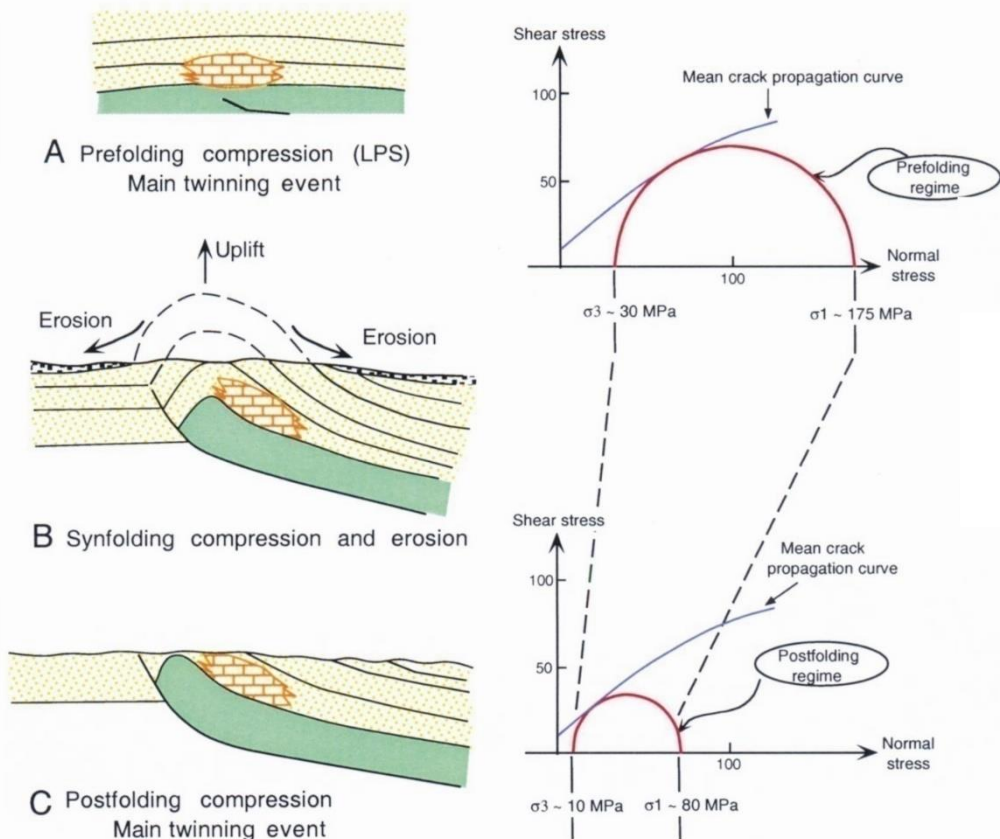 A Prefolding compression (LPS)
Main twinning event
Uplift
Erosion
Erosion
B Synfolding compression and erosion
C Postfolding compression
Main twinning event
Shear stress
Mean crack propagation curve
100
50
Prefolding
regime
Normal
stress
100
σ3 ~ 30 MPa
σ1 ~ 175 MPa
Shear stress
Mean crack
propagation curve
100
50
Postfolding
regime
Normal
stress
100
σ3 ~ 10 MPa
σ1 ~ 80 MPa